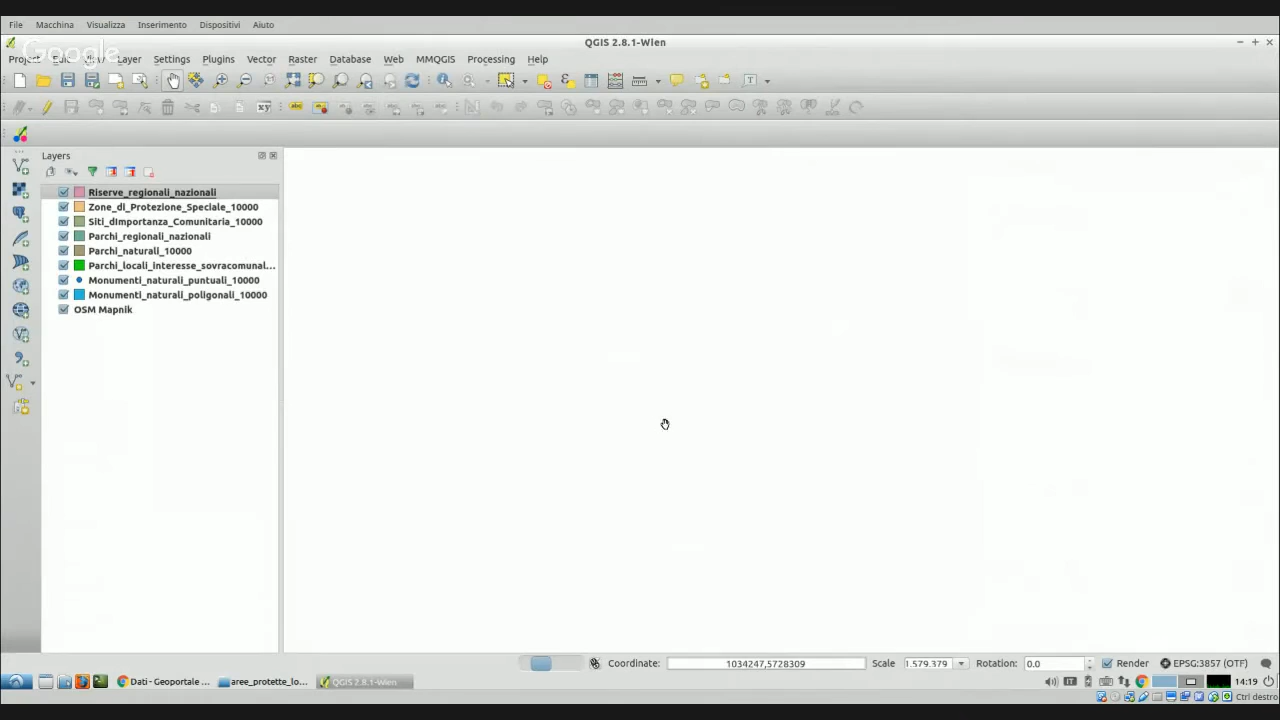 File Macchina Visualizza Inserimento Dispositivi Aiuto
Google
QGIS 2.8.1-Wien
Layer Settings Plugins Vector Raster Database Web MMQGIS Processing Help
Layers
Riserve_regionali_nazionali
Zone_di_Protezione_Speciale_10000
Siti_dImportanza_Comunitaria_10000
Parchi_regionali_nazionali
Parchi_naturali_10000
Parchi_locali_interesse_sovracomunal...
Monumenti_naturali_puntuali_10000
Monumenti_naturali_poligonali_10000
OSM Mapnik
Coordinate: 1034247,5728309 Scale 1.579.379 Rotation: 0.0 Render EPSG:3857 (OTF)
Dati - Geoportale ... aree_protette_lo... QGIS 2.8.1-Wien IT 14:19
Ctrl destro